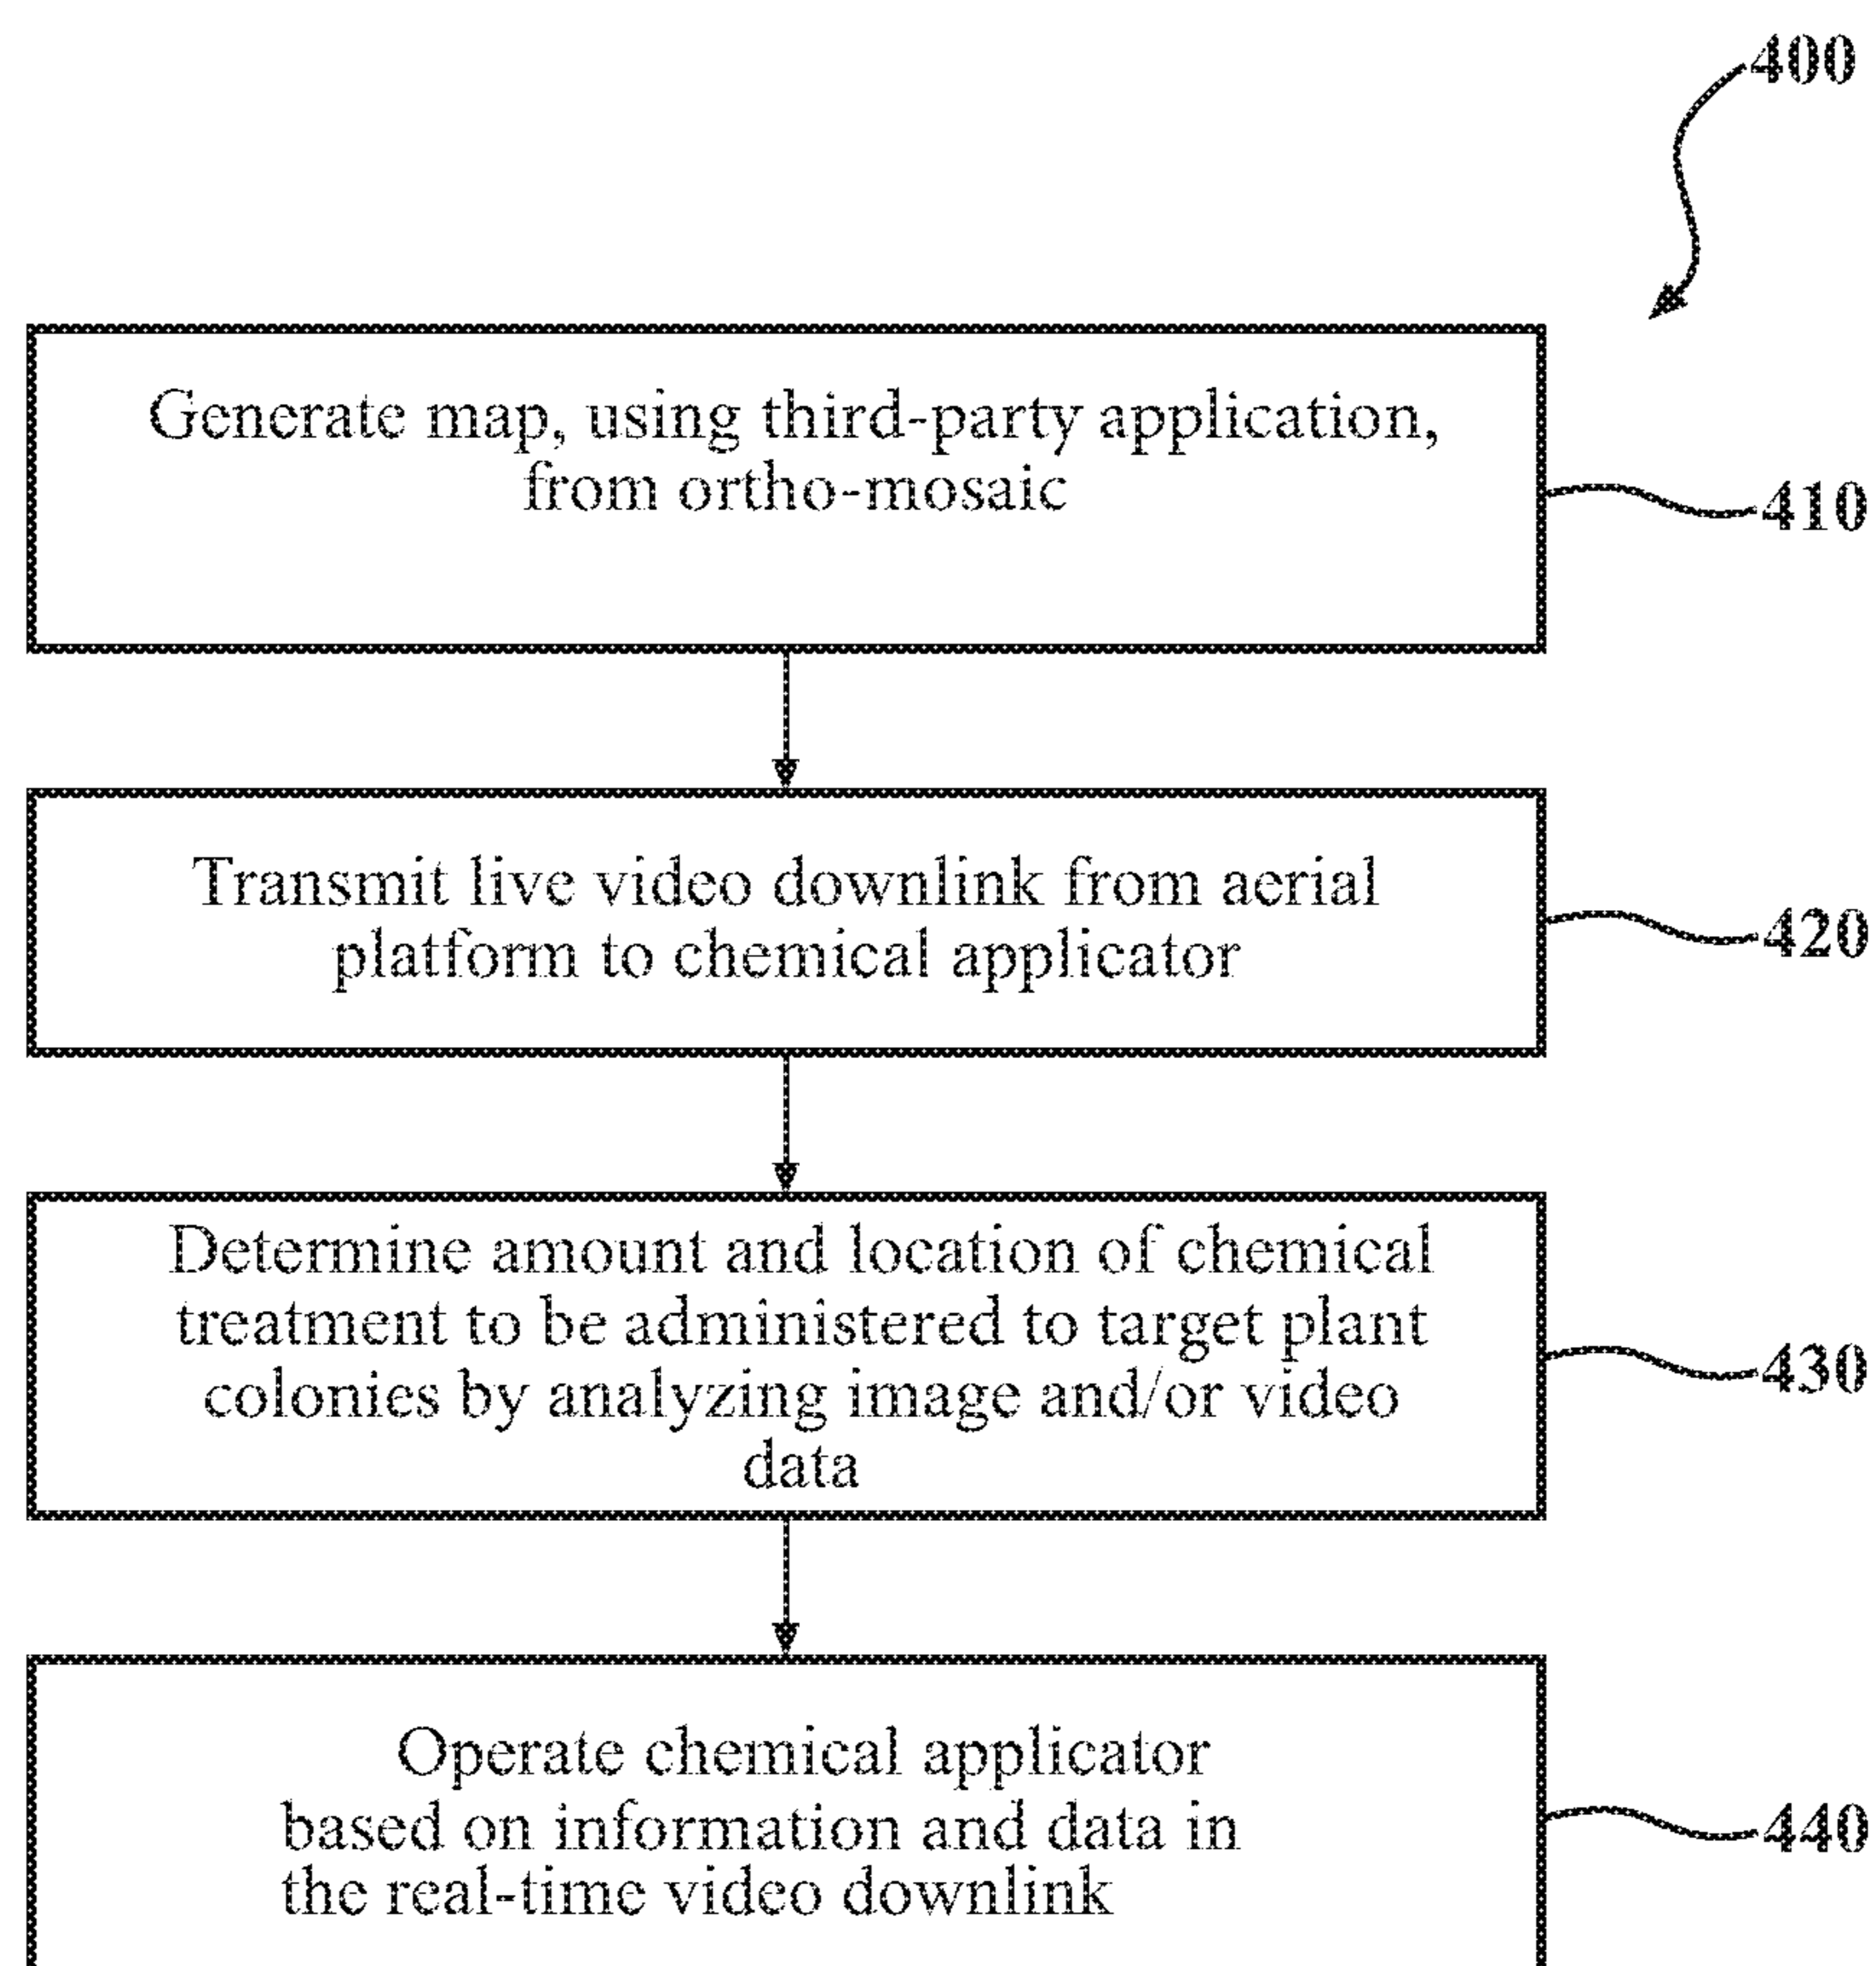 400
Generate map, using third-party application,
from ortho-mosaic
410
Transmit live video downlink from aerial
platform to chemical applicator
420
Determine amount and location of chemical
treatment to be administered to target plant
colonies by analyzing image and/or video
data
430
Operate chemical applicator
based on information and data in
the real-time video downlink
440